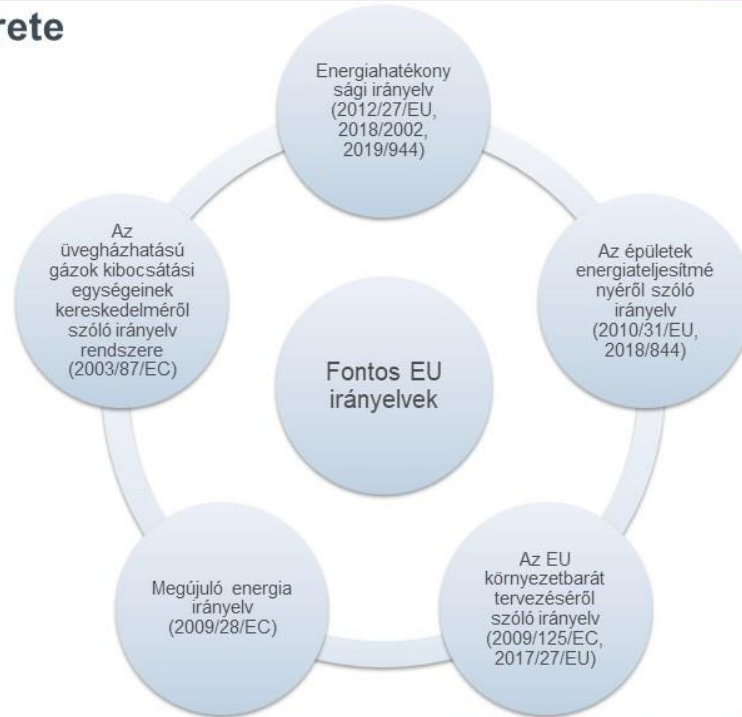 rete
Energiahatékony
sági irányelv
(2012/27/EU,
2018/2002,
2019/944)
Az épületek
energiateljesítmé
nyéről szóló
irányelv
(2010/31/EU,
2018/844)
Az EU
környezetbarát
tervezéséről
szóló irányelv
(2009/125/EC,
2017/27/EU)
Megújuló energia
irányelv
(2009/28/EC)
Az
üvegházhatású
gázok kibocsátási
egységeinek
kereskedelméről
szóló irányelv
rendszere
(2003/87/EC)
Fontos EU
irányelvek